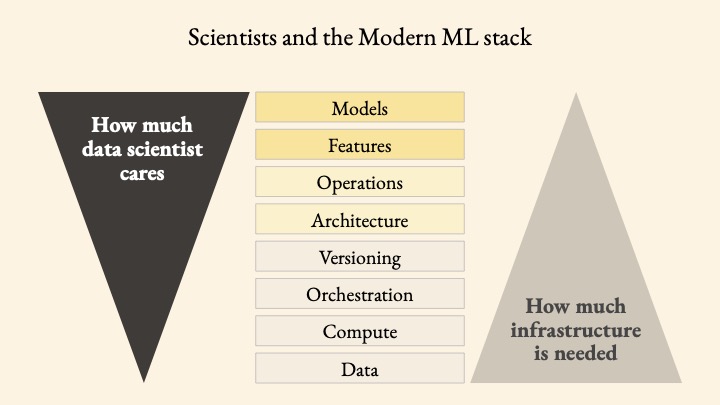 Scientists and the Modern ML stack
How much
data scientist
cares
Models
Features
Operations
Architecture
Versioning
Orchestration
Compute
Data
How much
infrastructure
is needed